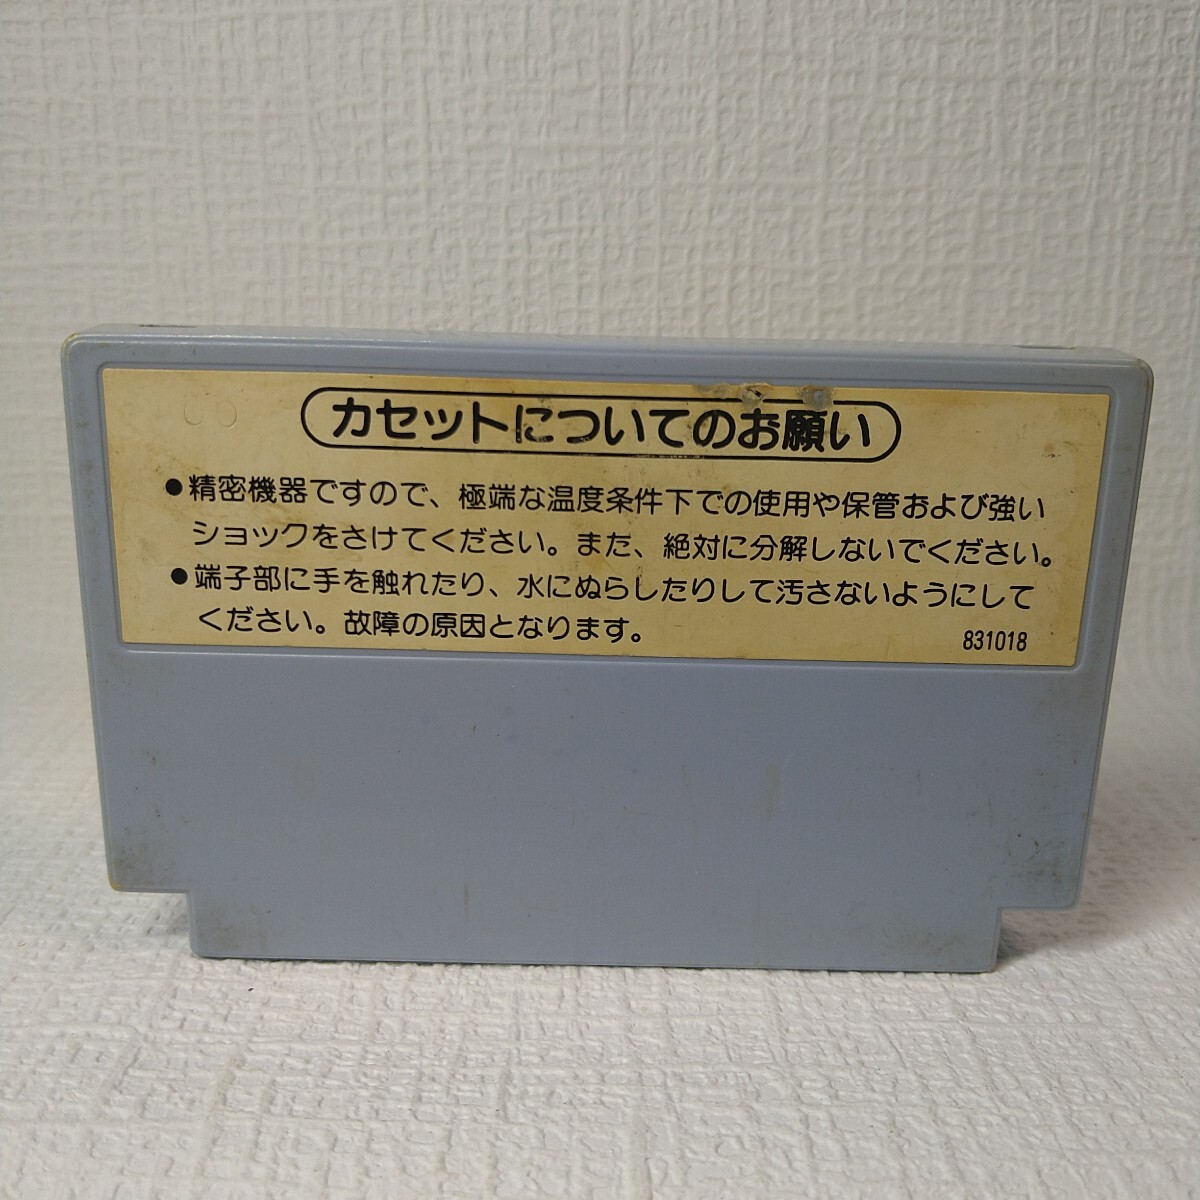 カセットについてのお願い
●精密機器ですので、極端な温度条件下での使用や保管および強い
ショックをさけてください。また、絶対に分解しないでください。
●端子部に手を触れたり、水にぬらしたりして汚さないようにして
ください。故障の原因となります。
831018